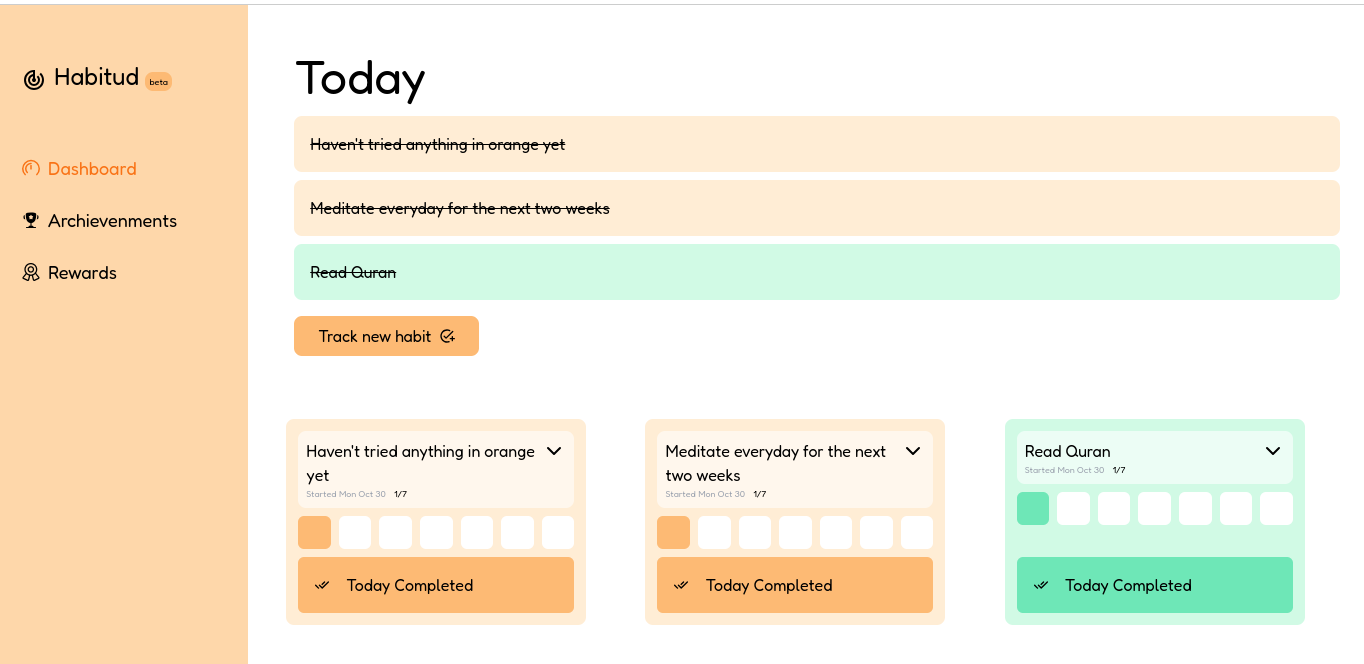 Habitud beta
Dashboard
Archievenments
Rewards
Today
Haven't tried anything in orange yet
Meditate everyday for the next two weeks
Read Quran
Track new habit
Haven't tried anything in orange
yet
Started Mon Oct 30 1/7
Today Completed
Meditate everyday for the next
two weeks
Started Mon Oct 30 1/7
Today Completed
Read Quran
Started Mon Oct 30 1/7
Today Completed